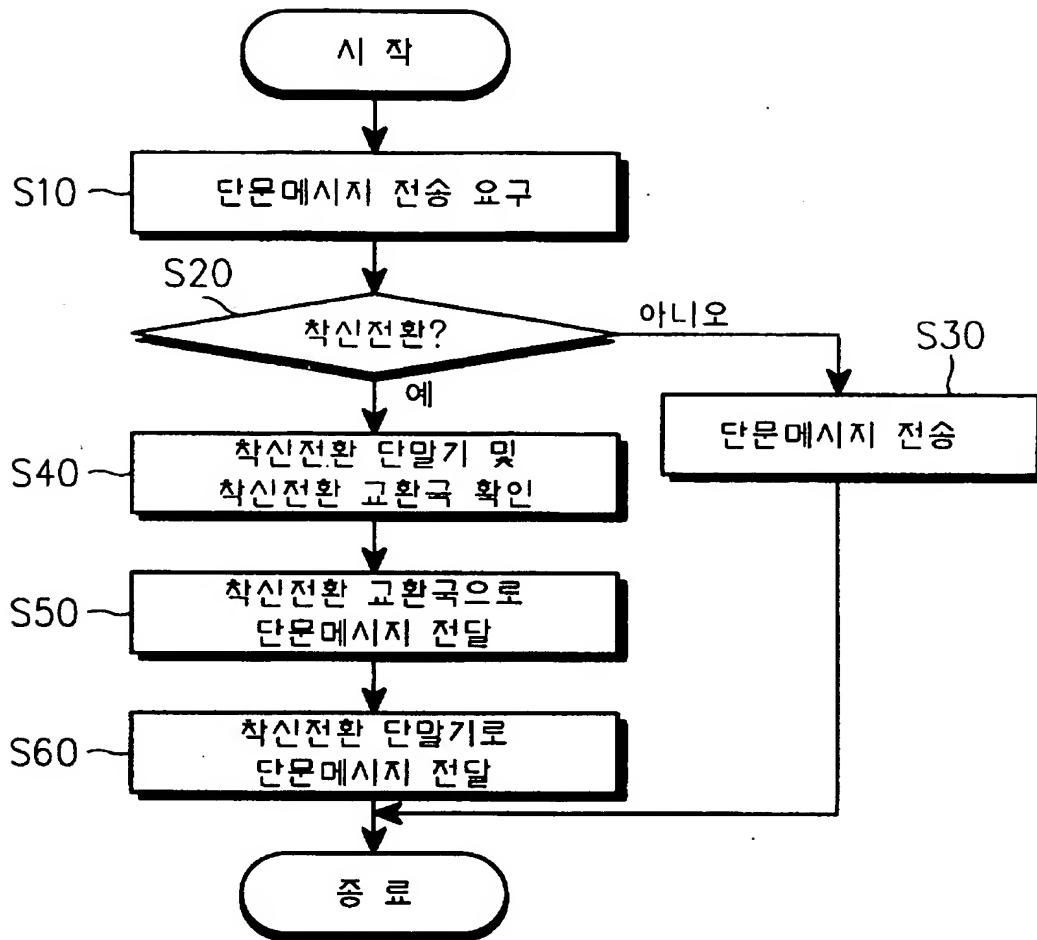 시 작
S10
단문메시지 전송 요구
S20
착신전환?
아니오
예
S30
단문메시지 전송
S40
착신전환 단말기 및
착신전환 교환국 확인
S50
착신전환 교환국으로
단문메시지 전달
S60
착신전환 단말기로
단문메시지 전달
종 료